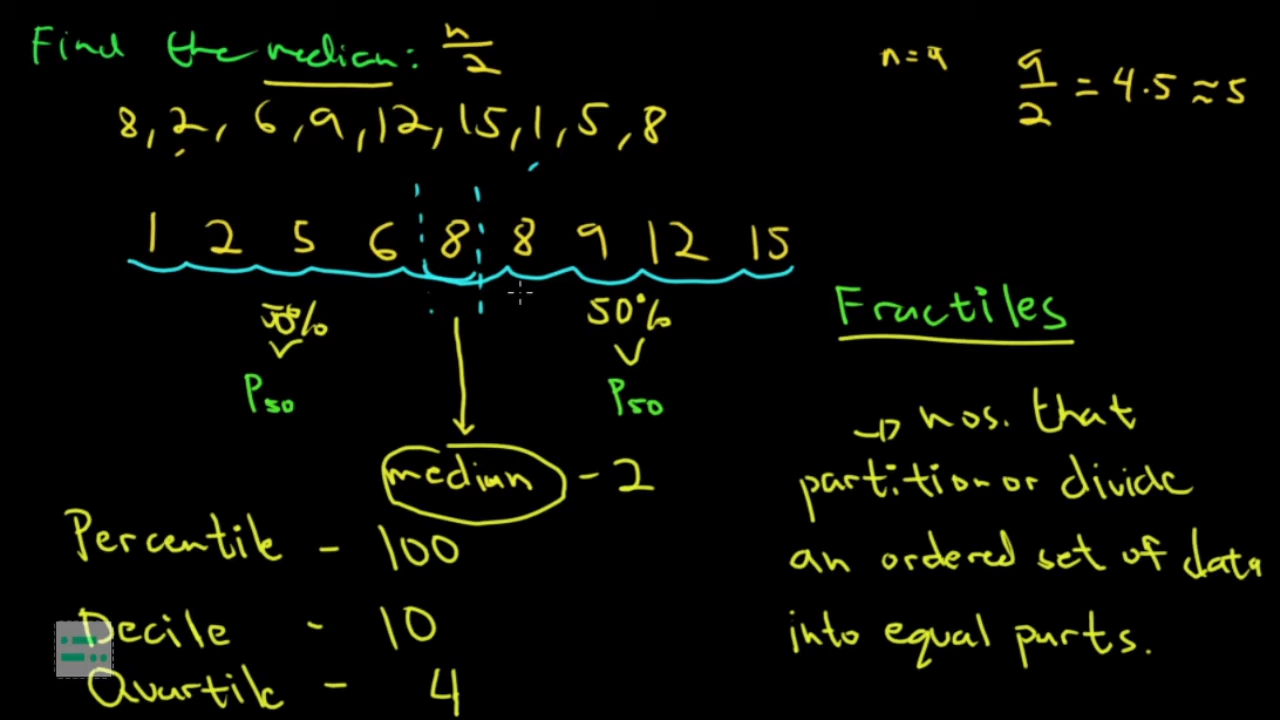 Find the median: n/2
n=9 9/2 = 4.5 ≈ 5
8, 2, 6, 9, 12, 15, 1, 5, 8
1 2 5 6 8 8 9 12 15
50% 50%
P50 P50
median - 2
Percentile - 100
Decile - 10
Quartile - 4
Fractiles
→ nos. that
partition or divide
an ordered set of data
into equal parts.